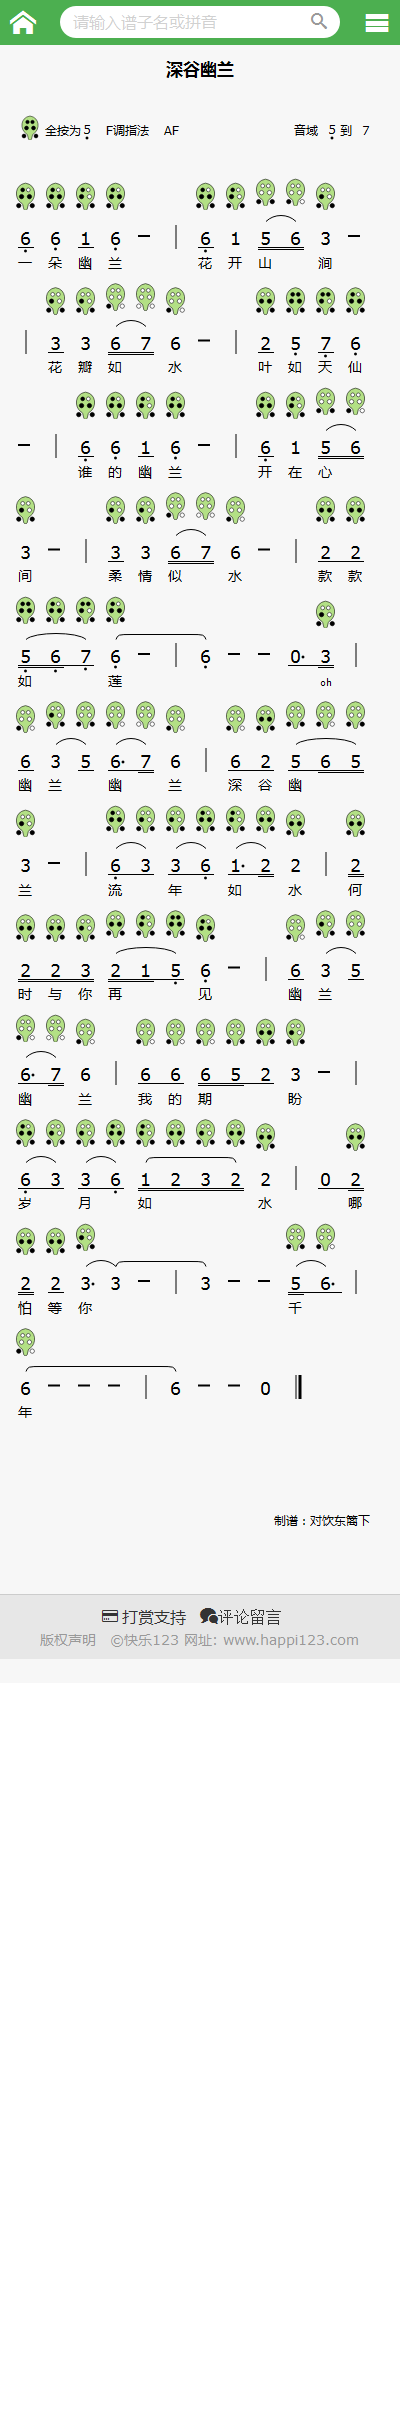 请输入谱子名或拼音
深谷幽兰
全按为5 F调指法 AF 音域 5 到 7
6 6 1 6 － | 6 1 5 6 3 －
一 朵 幽 兰 花 开 山 涧
| 3 3 6 7 6 － | 2 5 7 6
花 瓣 如 水 叶 如 天 仙
－ | 6 6 1 6 － | 6 1 5 6
谁 的 幽 兰 开 在 心
3 － | 3 3 6 7 6 － | 2 2
间 柔 情 似 水 款 款
5 6 7 6 － | 6 － － 0· 3 |
如 莲 oh
6 3 5 6· 7 6 | 6 2 5 6 5
幽 兰 幽 兰 深 谷 幽
3 － | 6 3 3 6 1· 2 2 | 2
兰 流 年 如 水 何
2 2 3 2 1 5 6 － | 6 3 5
时 与 你 再 见 幽 兰
6· 7 6 | 6 6 6 5 2 3 － |
幽 兰 我 的 期 盼
6 3 3 6 1 2 3 2 2 | 0 2
岁 月 如 水 哪
2 2 3· 3 － | 3 － － 5 6· |
怕 等 你 千
6 － － － | 6 － － 0
年
制谱：对饮东篱下
打赏支持 评论留言
版权声明 ©快乐123 网址: www.happi123.com